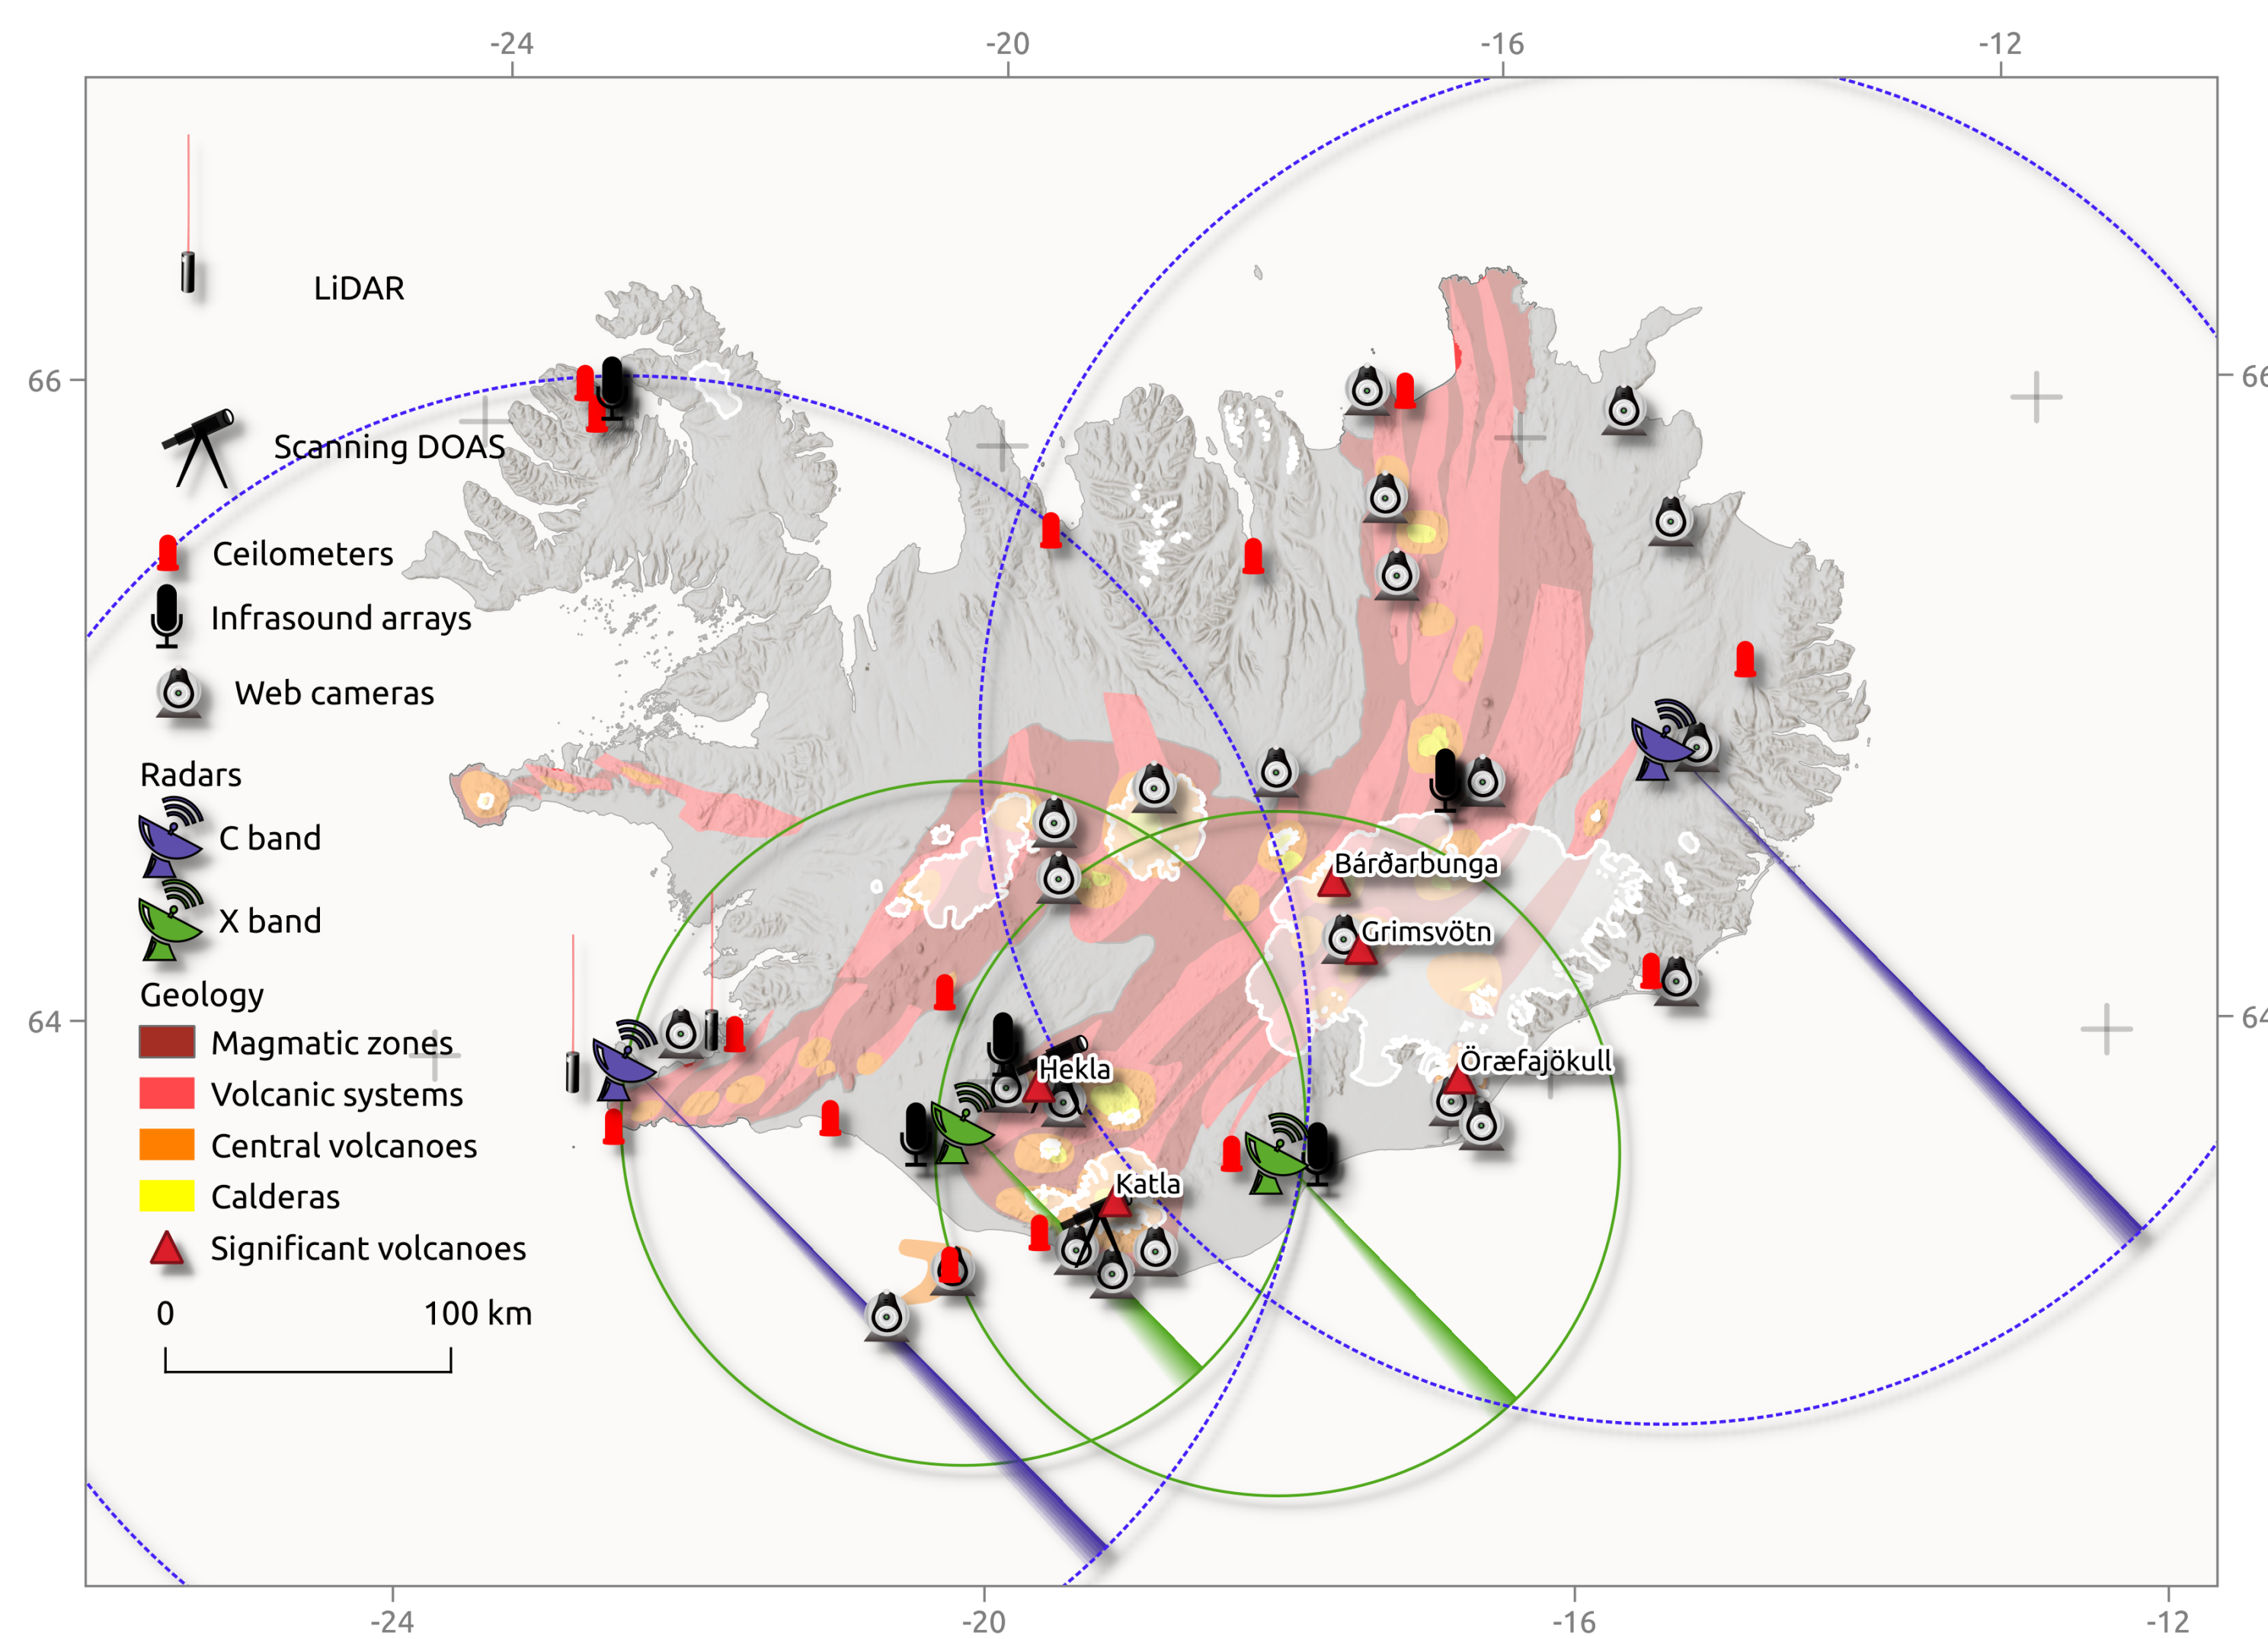 -24 -20 -16 -12
66 66
64 64
LiDAR
Scanning DOAS
Ceilometers
Infrasound arrays
Web cameras
Radars
C band
X band
Geology
Magmatic zones
Volcanic systems
Central volcanoes
Calderas
Significant volcanoes
0 100 km
Bárðarbunga
Grimsvötn
Öræfajökull
Hekla
Katla
-24 -20 -16 -12